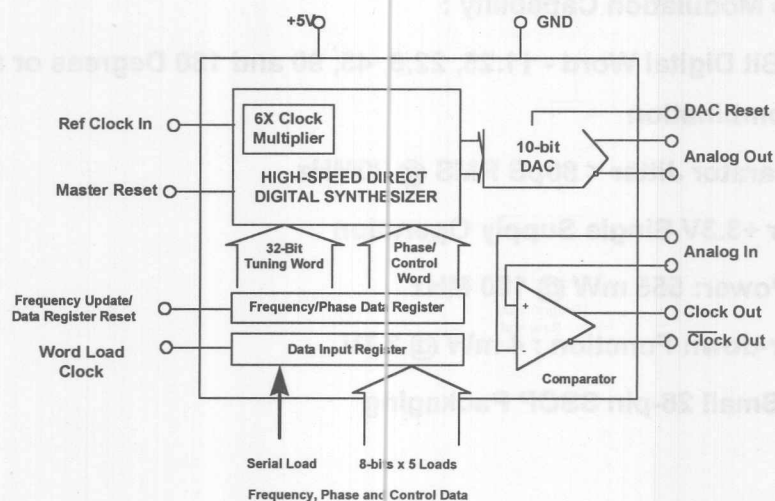 +5V
GND
Ref Clock In
6X Clock
Multiplier
10-bit
DAC
DAC Reset
Analog Out
Master Reset
HIGH-SPEED DIRECT
DIGITAL SYNTHESIZER
32-Bit
Tuning Word
Phase/
Control
Word
Analog In
Frequency Update/
Data Register Reset
Frequency/Phase Data Register
+
-
Clock Out
Clock Out
Word Load
Clock
Data Input Register
Comparator
Serial Load
8-bits x 5 Loads
Frequency, Phase and Control Data